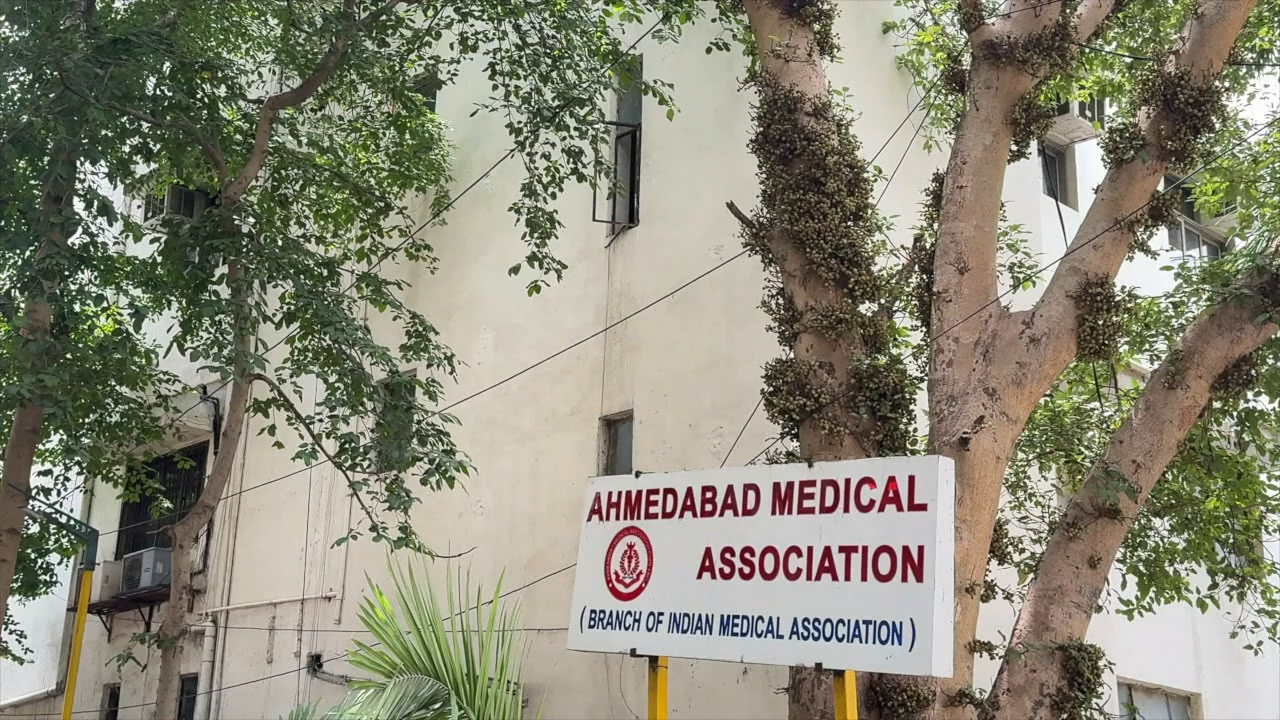 AHMEDABAD MEDICAL
ASSOCIATION
( BRANCH OF INDIAN MEDICAL ASSOCIATION )